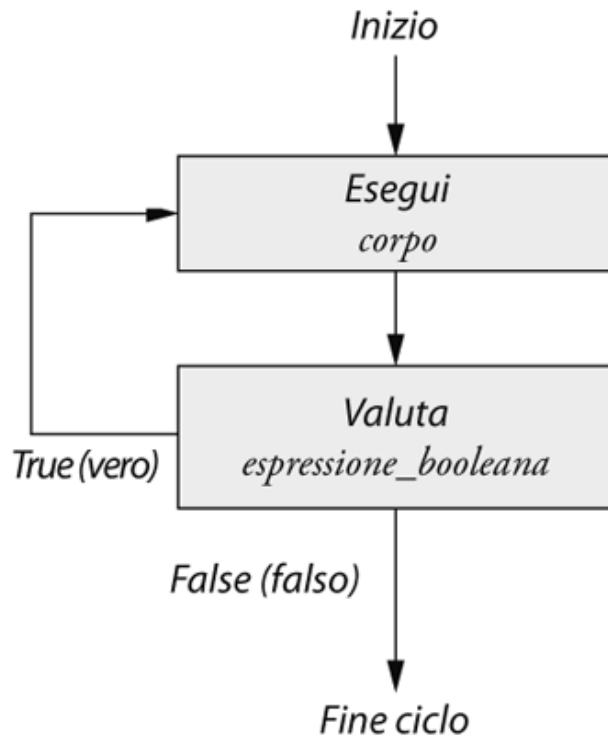 Inizio
Esegui
corpo
Valuta
True (vero)
espressione_booleana
False (falso)
Fine ciclo